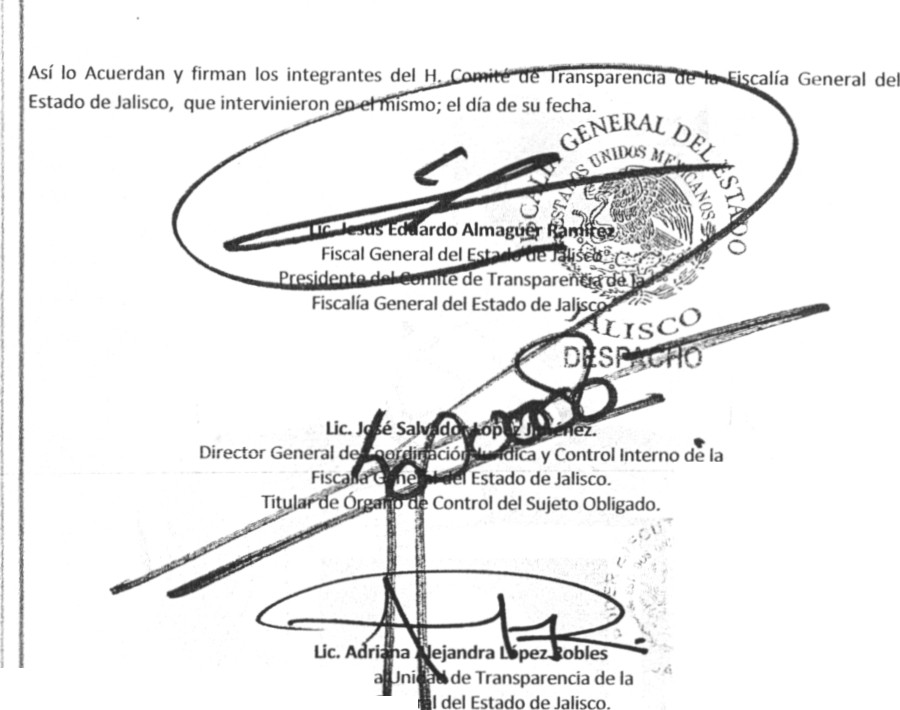 Así lo Acuerdan y firman los integrantes del H. Comité de Transparencia de la Fiscalía General del
Estado de Jalisco, que intervinieron en el mismo; el día de su fecha.
FISCALÍA GENERAL DEL ESTADO
ESTADOS UNIDOS MEXICANOS
Lic. Jesus Eduardo Almaguer Ramírez.
Fiscal General del Estado de Jalisco.
Presidente del Comité de Transparencia de la
Fiscalía General del Estado de Jalisco.
JALISCO
DESPACHO
Lic. José Salvador López Jiménez.
Director General de Coordinación Jurídica y Control Interno de la
Fiscalía General del Estado de Jalisco.
Titular de Órgano de Control del Sujeto Obligado.
Lic. Adriana Alejandra López Robles
a Unidad de Transparencia de la
al del Estado de Jalisco.